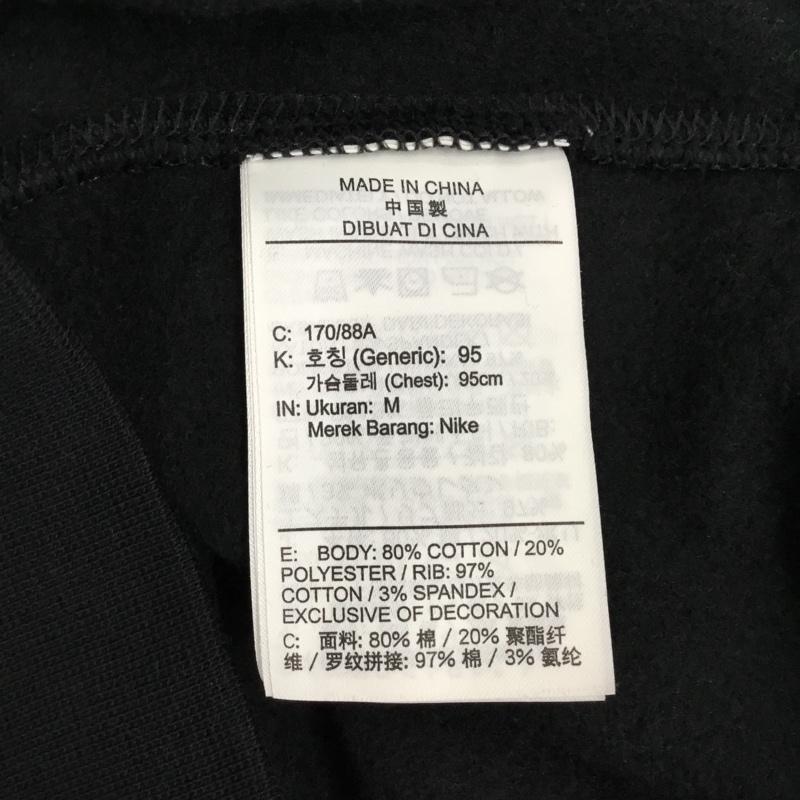 MADE IN CHINA
中国製
DIBUAT DI CINA
C: 170/88A
K: 호칭 (Generic): 95
가슴둘레 (Chest): 95cm
IN: Ukuran: M
Merek Barang: Nike
E: BODY: 80% COTTON / 20%
POLYESTER / RIB: 97%
COTTON / 3% SPANDEX /
EXCLUSIVE OF DECORATION
C: 面料: 80% 棉 / 20% 聚酯纤
维 / 罗纹拼接: 97% 棉 / 3% 氨纶